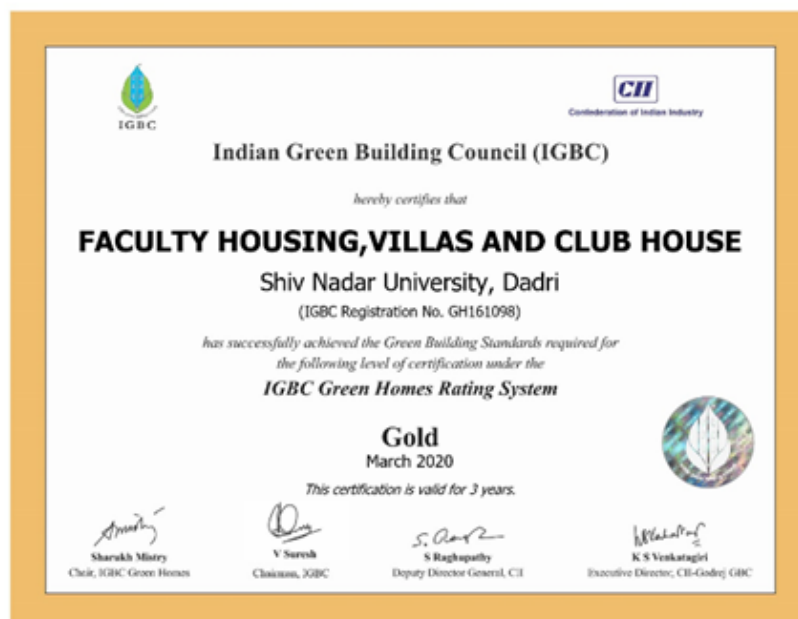 IGBC
CII
Confederation of Indian Industry
Indian Green Building Council (IGBC)
hereby certifies that
FACULTY HOUSING,VILLAS AND CLUB HOUSE
Shiv Nadar University, Dadri
(IGBC Registration No. GH161098)
has successfully achieved the Green Building Standards required for
the following level of certification under the
IGBC Green Homes Rating System
Gold
March 2020
This certification is valid for 3 years.
Sharukh Mistry
Chair, IGBC Green Homes
V Suresh
Chairman, IGBC
S Raghupathy
Deputy Director General, CII
K S Venkatagiri
Executive Director, CII-Godrej GBC